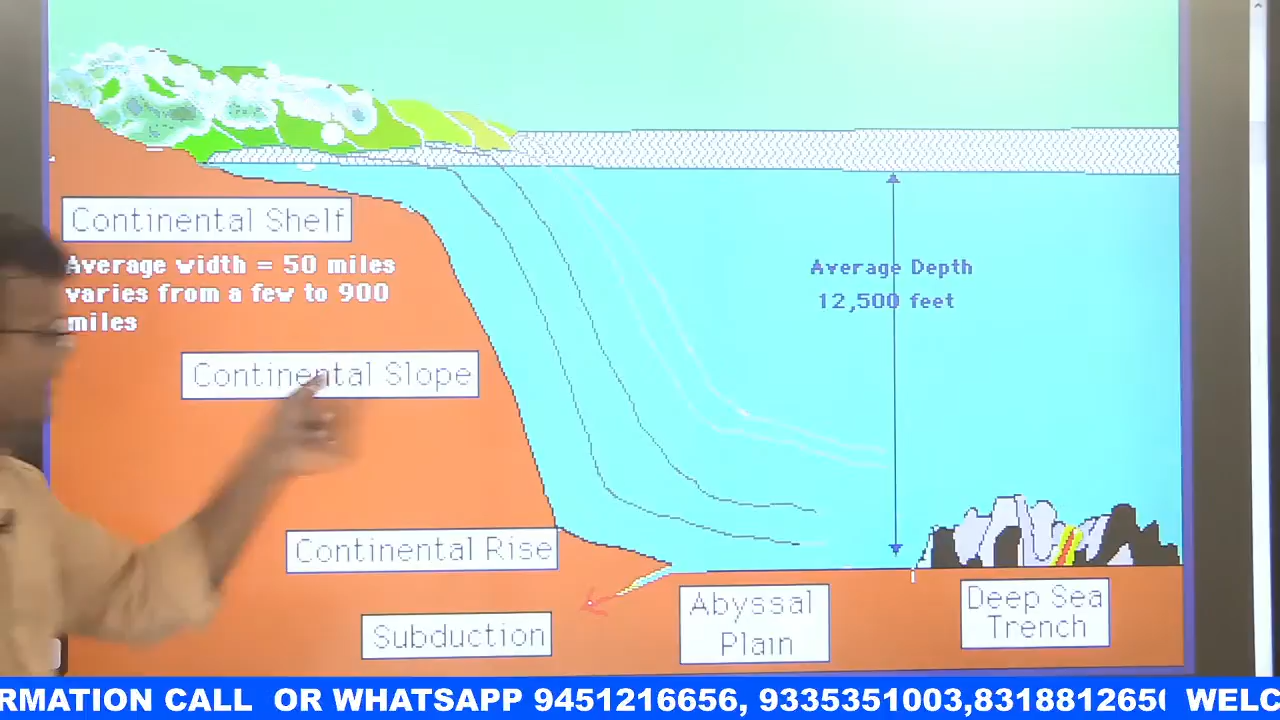 Continental Shelf
Average width = 50 miles
varies from a few to 900
miles
Average Depth
12,500 feet
Continental Slope
Continental Rise
Subduction
Abyssal
Plain
Deep Sea
Trench
RMATION CALL OR WHATSAPP 9451216656, 9335351003,831881265 WELC